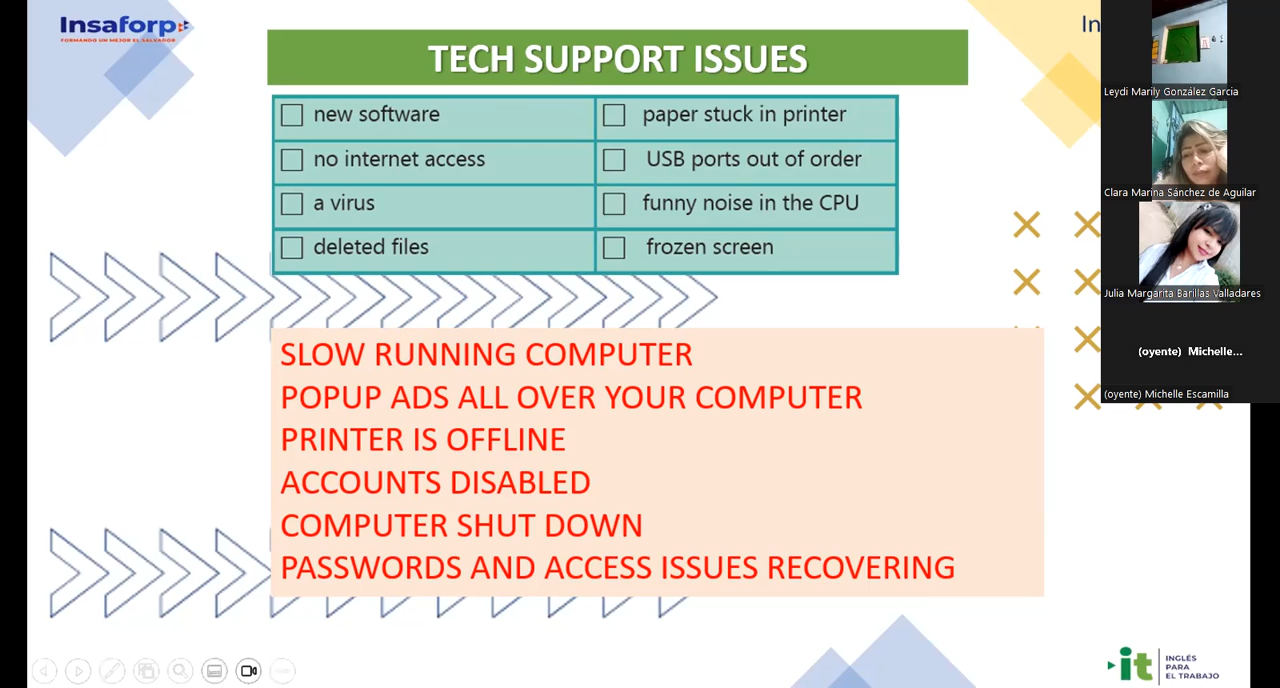 Insaforp
FORMANDO UN MEJOR EL SALVADOR
In
TECH SUPPORT ISSUES
new software
paper stuck in printer
no internet access
USB ports out of order
a virus
funny noise in the CPU
deleted files
frozen screen
SLOW RUNNING COMPUTER
POPUP ADS ALL OVER YOUR COMPUTER
PRINTER IS OFFLINE
ACCOUNTS DISABLED
COMPUTER SHUT DOWN
PASSWORDS AND ACCESS ISSUES RECOVERING
Leydi Marily González Garcia
Clara Marina Sánchez de Aguilar
Julia Margarita Barillas Valladares
(oyente) Michelle...
(oyente) Michelle Escamilla
it
INGLÉS
PARA
EL TRABAJO